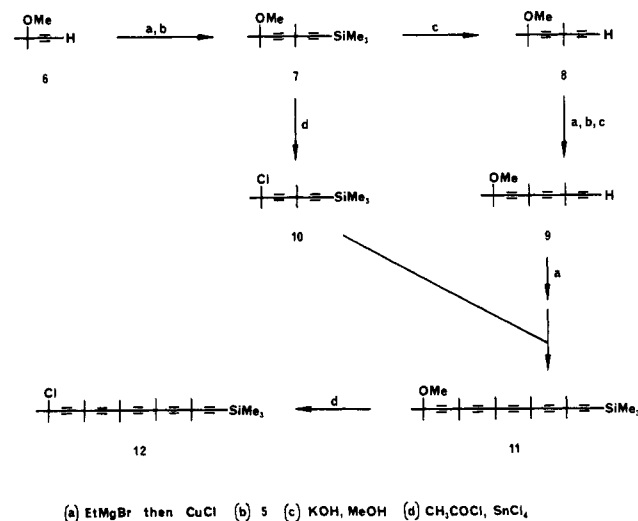 OMe
H
6
a, b
OMe
SiMe₃
7
c
OMe
H
8
d
a, b, c
Cl
SiMe₃
10
OMe
H
9
a
Cl
SiMe₃
12
d
OMe
SiMe₃
11
(a) EtMgBr then CuCl (b) 5 (c) KOH, MeOH (d) CH₃COCl, SnCl₄